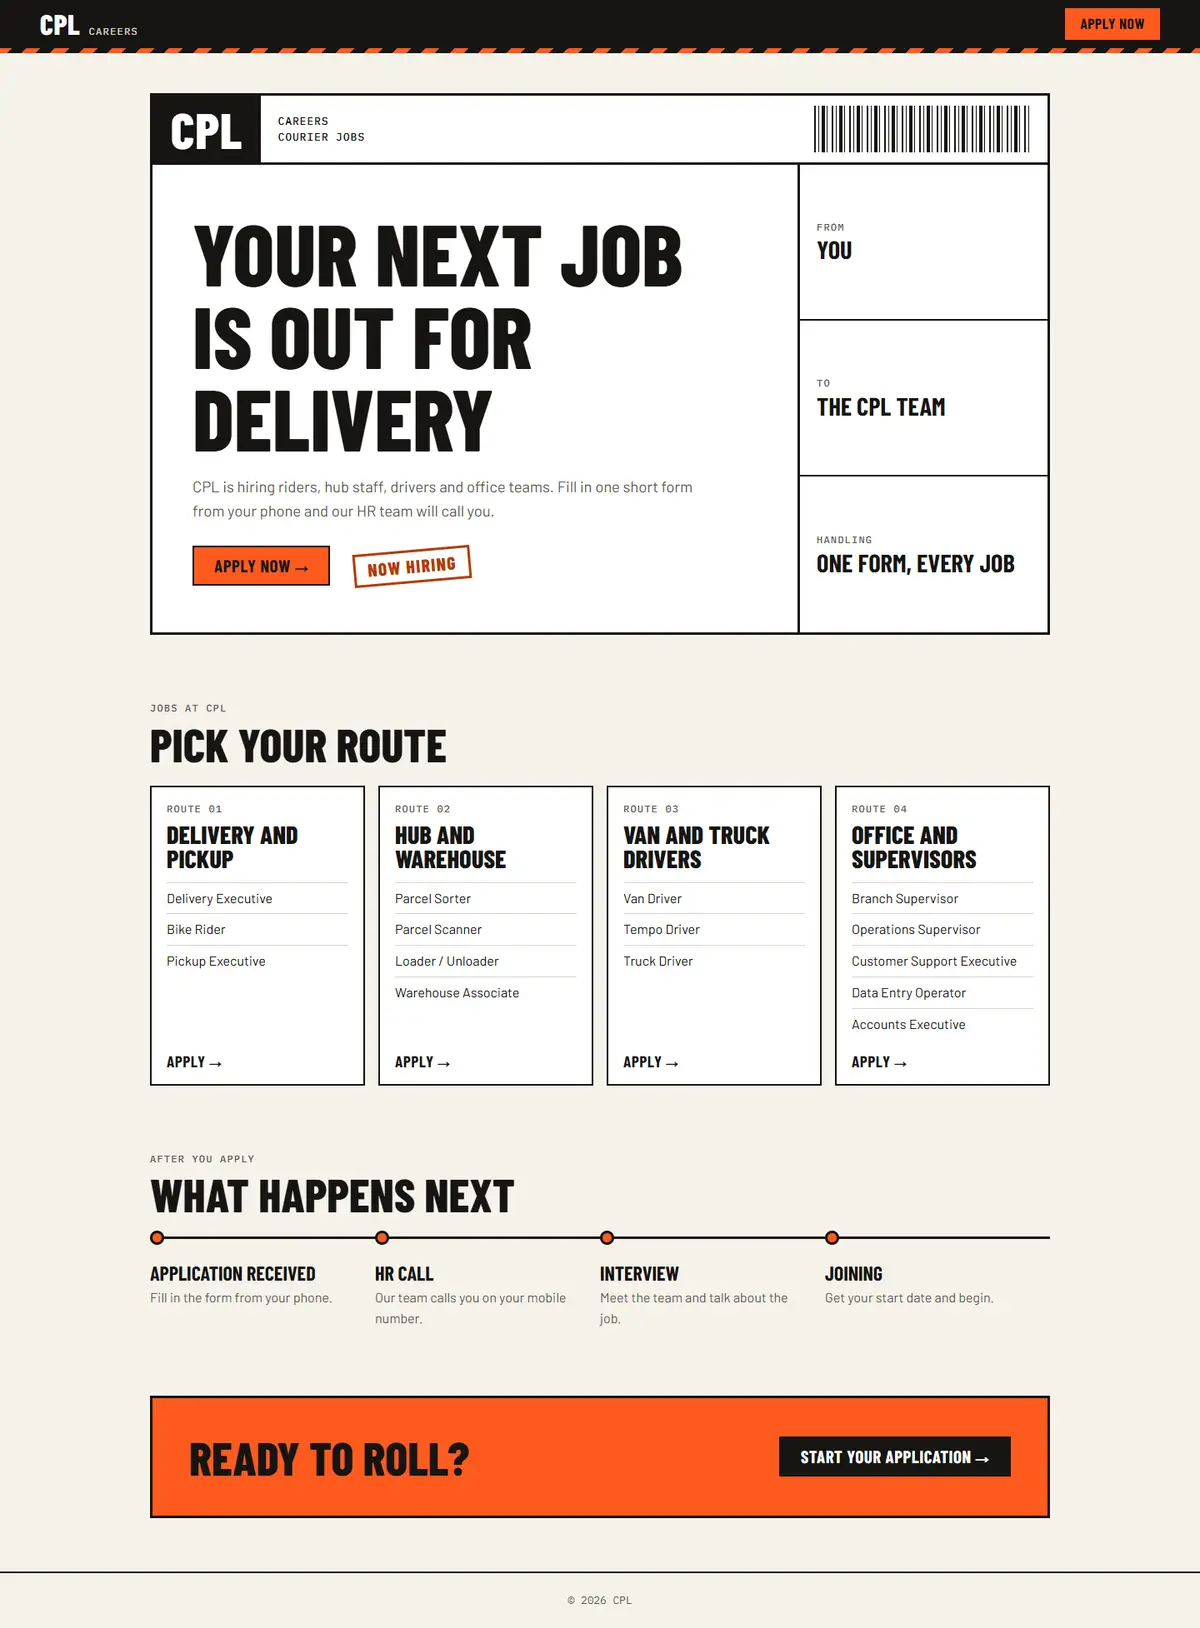 CPL CAREERS
APPLY NOW
CPL
CAREERS
COURIER JOBS
YOUR NEXT JOB
IS OUT FOR
DELIVERY
CPL is hiring riders, hub staff, drivers and office teams. Fill in one short form
from your phone and our HR team will call you.
APPLY NOW →
NOW HIRING
FROM
YOU
TO
THE CPL TEAM
HANDLING
ONE FORM, EVERY JOB
JOBS AT CPL
PICK YOUR ROUTE
ROUTE 01
DELIVERY AND
PICKUP
Delivery Executive
Bike Rider
Pickup Executive
APPLY →
ROUTE 02
HUB AND
WAREHOUSE
Parcel Sorter
Parcel Scanner
Loader / Unloader
Warehouse Associate
APPLY →
ROUTE 03
VAN AND TRUCK
DRIVERS
Van Driver
Tempo Driver
Truck Driver
APPLY →
ROUTE 04
OFFICE AND
SUPERVISORS
Branch Supervisor
Operations Supervisor
Customer Support Executive
Data Entry Operator
Accounts Executive
APPLY →
AFTER YOU APPLY
WHAT HAPPENS NEXT
APPLICATION RECEIVED
Fill in the form from your phone.
HR CALL
Our team calls you on your mobile
number.
INTERVIEW
Meet the team and talk about the
job.
JOINING
Get your start date and begin.
READY TO ROLL?
START YOUR APPLICATION →
© 2026 CPL